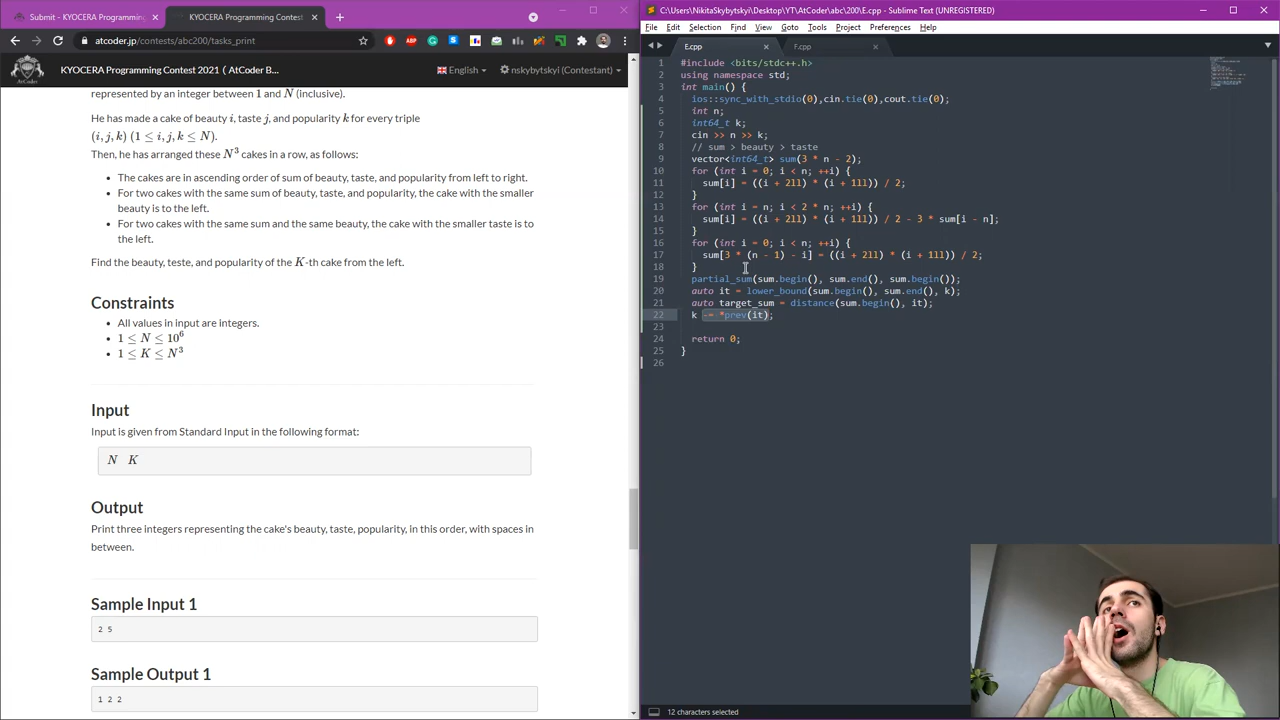 Submit - KYOCERA Programming
KYOCERA Programming Contest
atcoder.jp/contests/abc200/tasks_print
KYOCERA Programming Contest 2021 ( AtCoder B...
English
nskybytskyi (Contestant)
represented by an integer between 1 and N (inclusive).
He has made a cake of beauty i, taste j, and popularity k for every triple
(i, j, k) (1 ≤ i, j, k ≤ N).
Then, he has arranged these N³ cakes in a row, as follows:
• The cakes are in ascending order of sum of beauty, taste, and popularity from left to right.
• For two cakes with the same sum of beauty, taste, and popularity, the cake with the smaller
beauty is to the left.
• For two cakes with the same sum and the same beauty, the cake with the smaller taste is to
the left.
Find the beauty, teste, and popularity of the K-th cake from the left.
Constraints
• All values in input are integers.
• 1 ≤ N ≤ 10⁶
• 1 ≤ K ≤ N³
Input
Input is given from Standard Input in the following format:
N K
Output
Print three integers representing the cake's beauty, taste, popularity, in this order, with spaces in
between.
Sample Input 1
2 5
Sample Output 1
1 2 2
C:\Users\NikitaSkybytskyi\Desktop\YT\AtCoder\abc\200\E.cpp - Sublime Text (UNREGISTERED)
File Edit Selection Find View Goto Tools Project Preferences Help
E.cpp
F.cpp
1 #include <bits/stdc++.h>
2 using namespace std;
3 int main() {
4 ios::sync_with_stdio(0),cin.tie(0),cout.tie(0);
5 int n;
6 int64_t k;
7 cin >> n >> k;
8 // sum > beauty > taste
9 vector<int64_t> sum(3 * n - 2);
10 for (int i = 0; i < n; ++i) {
11 sum[i] = ((i + 2ll) * (i + 1ll)) / 2;
12 }
13 for (int i = n; i < 2 * n; ++i) {
14 sum[i] = ((i + 2ll) * (i + 1ll)) / 2 - 3 * sum[i - n];
15 }
16 for (int i = 0; i < n; ++i) {
17 sum[3 * (n - 1) - i] = ((i + 2ll) * (i + 1ll)) / 2;
18 }
19 partial_sum(sum.begin(), sum.end(), sum.begin());
20 auto it = lower_bound(sum.begin(), sum.end(), k);
21 auto target_sum = distance(sum.begin(), it);
22 k -= *prev(it);
23
24 return 0;
25 }
26
12 characters selected